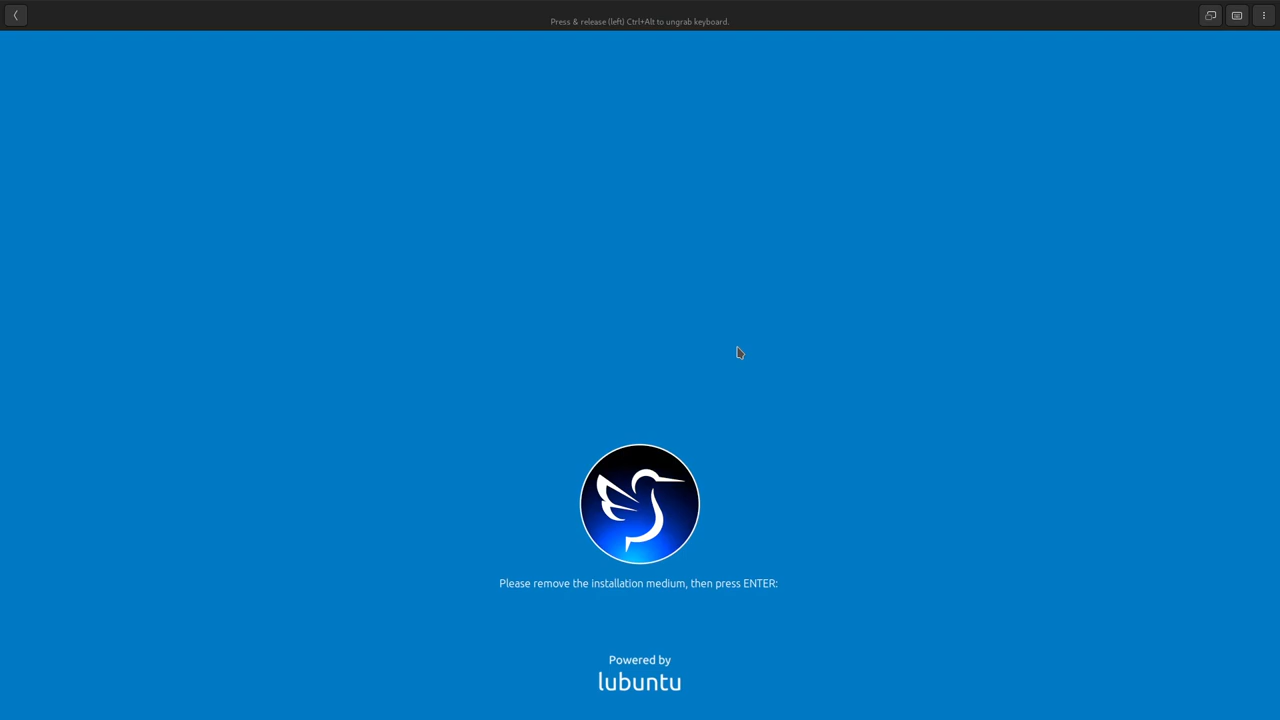 Press & release (left) Ctrl+Alt to ungrab keyboard.
Please remove the installation medium, then press ENTER:
Powered by
lubuntu